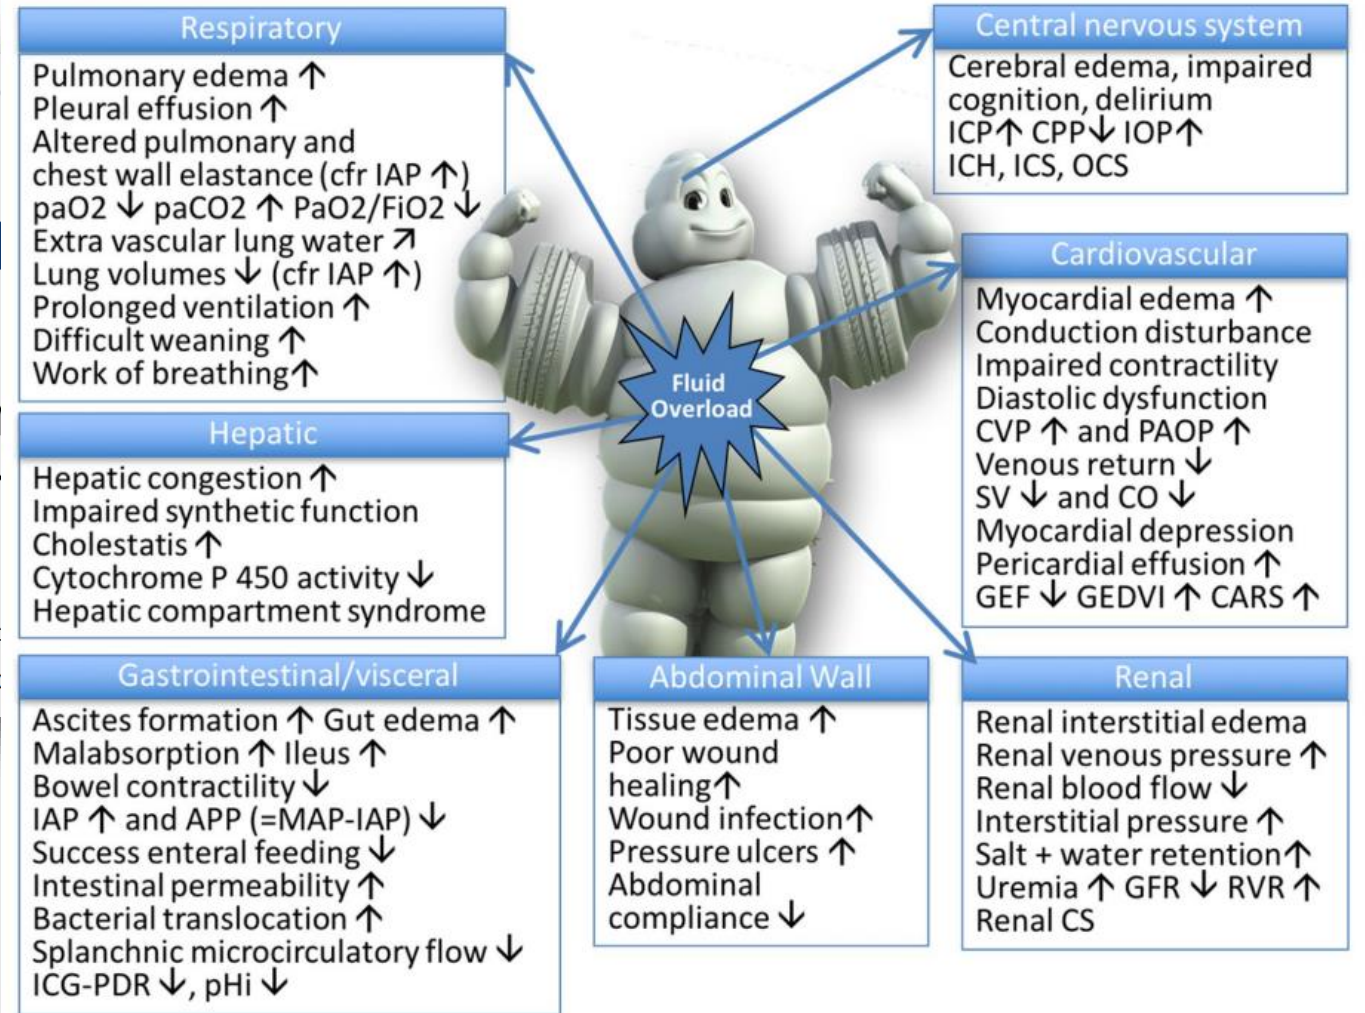 Respiratory
Pulmonary edema ↑
Pleural effusion ↑
Altered pulmonary and
chest wall elastance (cfr IAP ↑)
paO2 ↓ paCO2 ↑ PaO2/FiO2 ↓
Extra vascular lung water ↗
Lung volumes ↓ (cfr IAP ↑)
Prolonged ventilation ↑
Difficult weaning ↑
Work of breathing↑
Central nervous system
Cerebral edema, impaired
cognition, delirium
ICP↑ CPP↓ IOP↑
ICH, ICS, OCS
Cardiovascular
Myocardial edema ↑
Conduction disturbance
Impaired contractility
Diastolic dysfunction
CVP ↑ and PAOP ↑
Venous return ↓
SV ↓ and CO ↓
Myocardial depression
Pericardial effusion ↑
GEF ↓ GEDVI ↑ CARS ↑
Fluid
Overload
Hepatic
Hepatic congestion ↑
Impaired synthetic function
Cholestatis ↑
Cytochrome P 450 activity ↓
Hepatic compartment syndrome
Gastrointestinal/visceral
Ascites formation ↑ Gut edema ↑
Malabsorption ↑ Ileus ↑
Bowel contractility ↓
IAP ↑ and APP (=MAP-IAP) ↓
Success enteral feeding ↓
Intestinal permeability ↑
Bacterial translocation ↑
Splanchnic microcirculatory flow ↓
ICG-PDR ↓, pHi ↓
Abdominal Wall
Tissue edema ↑
Poor wound
healing↑
Wound infection↑
Pressure ulcers ↑
Abdominal
compliance ↓
Renal
Renal interstitial edema
Renal venous pressure ↑
Renal blood flow ↓
Interstitial pressure ↑
Salt + water retention↑
Uremia ↑ GFR ↓ RVR ↑
Renal CS